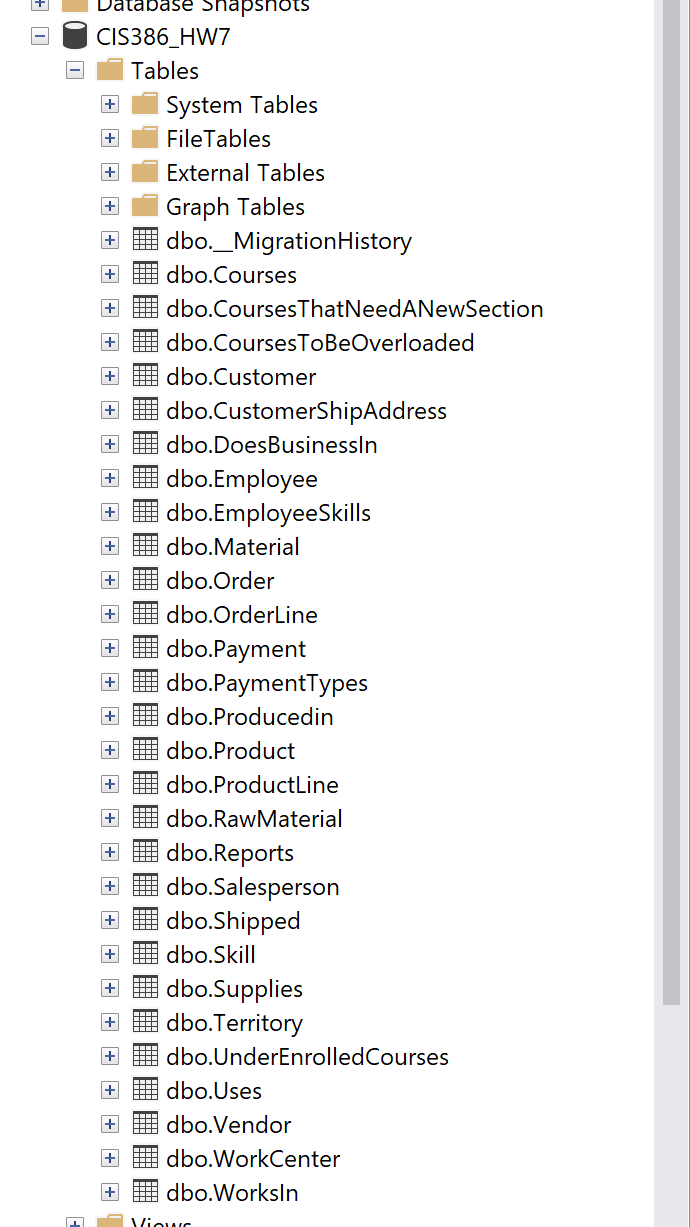 Database Snapshots
CIS386_HW7
Tables
System Tables
FileTables
External Tables
Graph Tables
dbo.__MigrationHistory
dbo.Courses
dbo.CoursesThatNeedANewSection
dbo.CoursesToBeOverloaded
dbo.Customer
dbo.CustomerShipAddress
dbo.DoesBusinessIn
dbo.Employee
dbo.EmployeeSkills
dbo.Material
dbo.Order
dbo.OrderLine
dbo.Payment
dbo.PaymentTypes
dbo.Producedin
dbo.Product
dbo.ProductLine
dbo.RawMaterial
dbo.Reports
dbo.Salesperson
dbo.Shipped
dbo.Skill
dbo.Supplies
dbo.Territory
dbo.UnderEnrolledCourses
dbo.Uses
dbo.Vendor
dbo.WorkCenter
dbo.WorksIn
Views